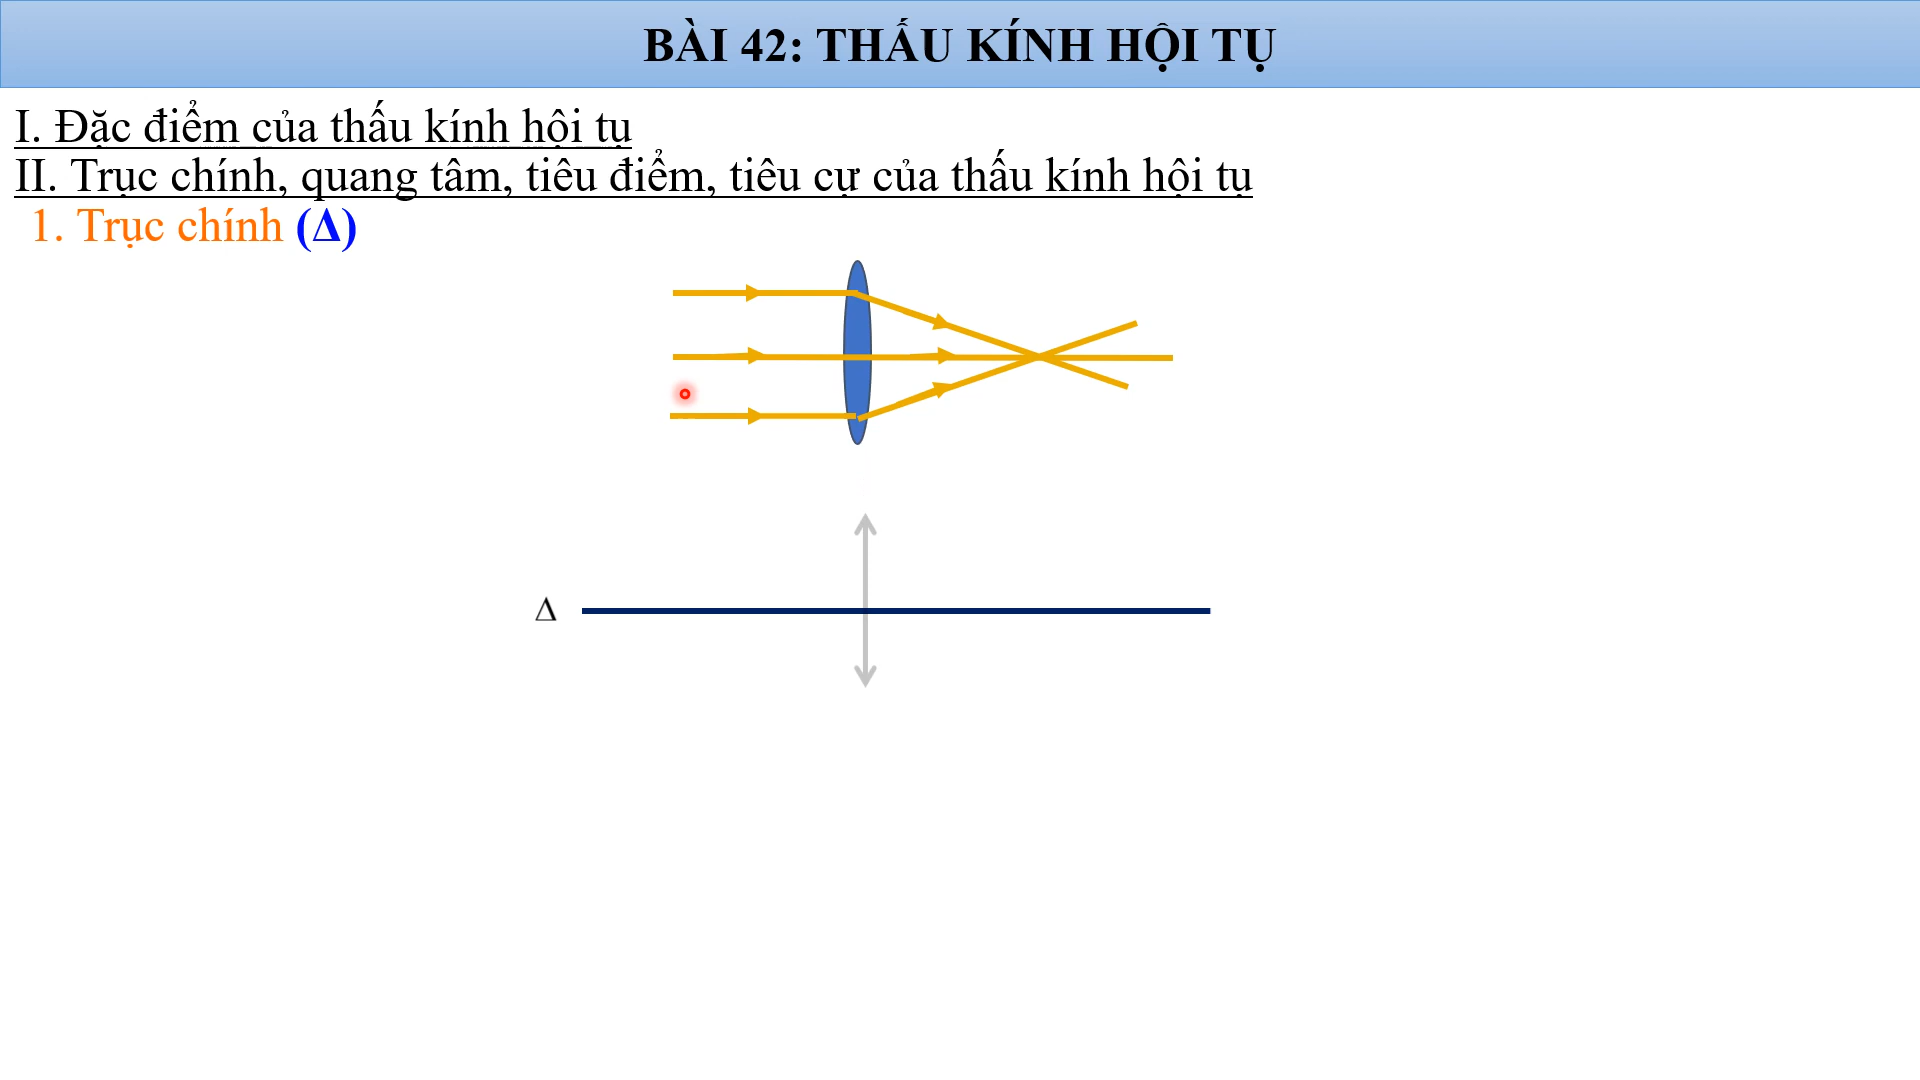 BÀI 42: THẤU KÍNH HỘI TỤ
I. Đặc điểm của thấu kính hội tụ
II. Trục chính, quang tâm, tiêu điểm, tiêu cự của thấu kính hội tụ
1. Trục chính (Δ)
Δ